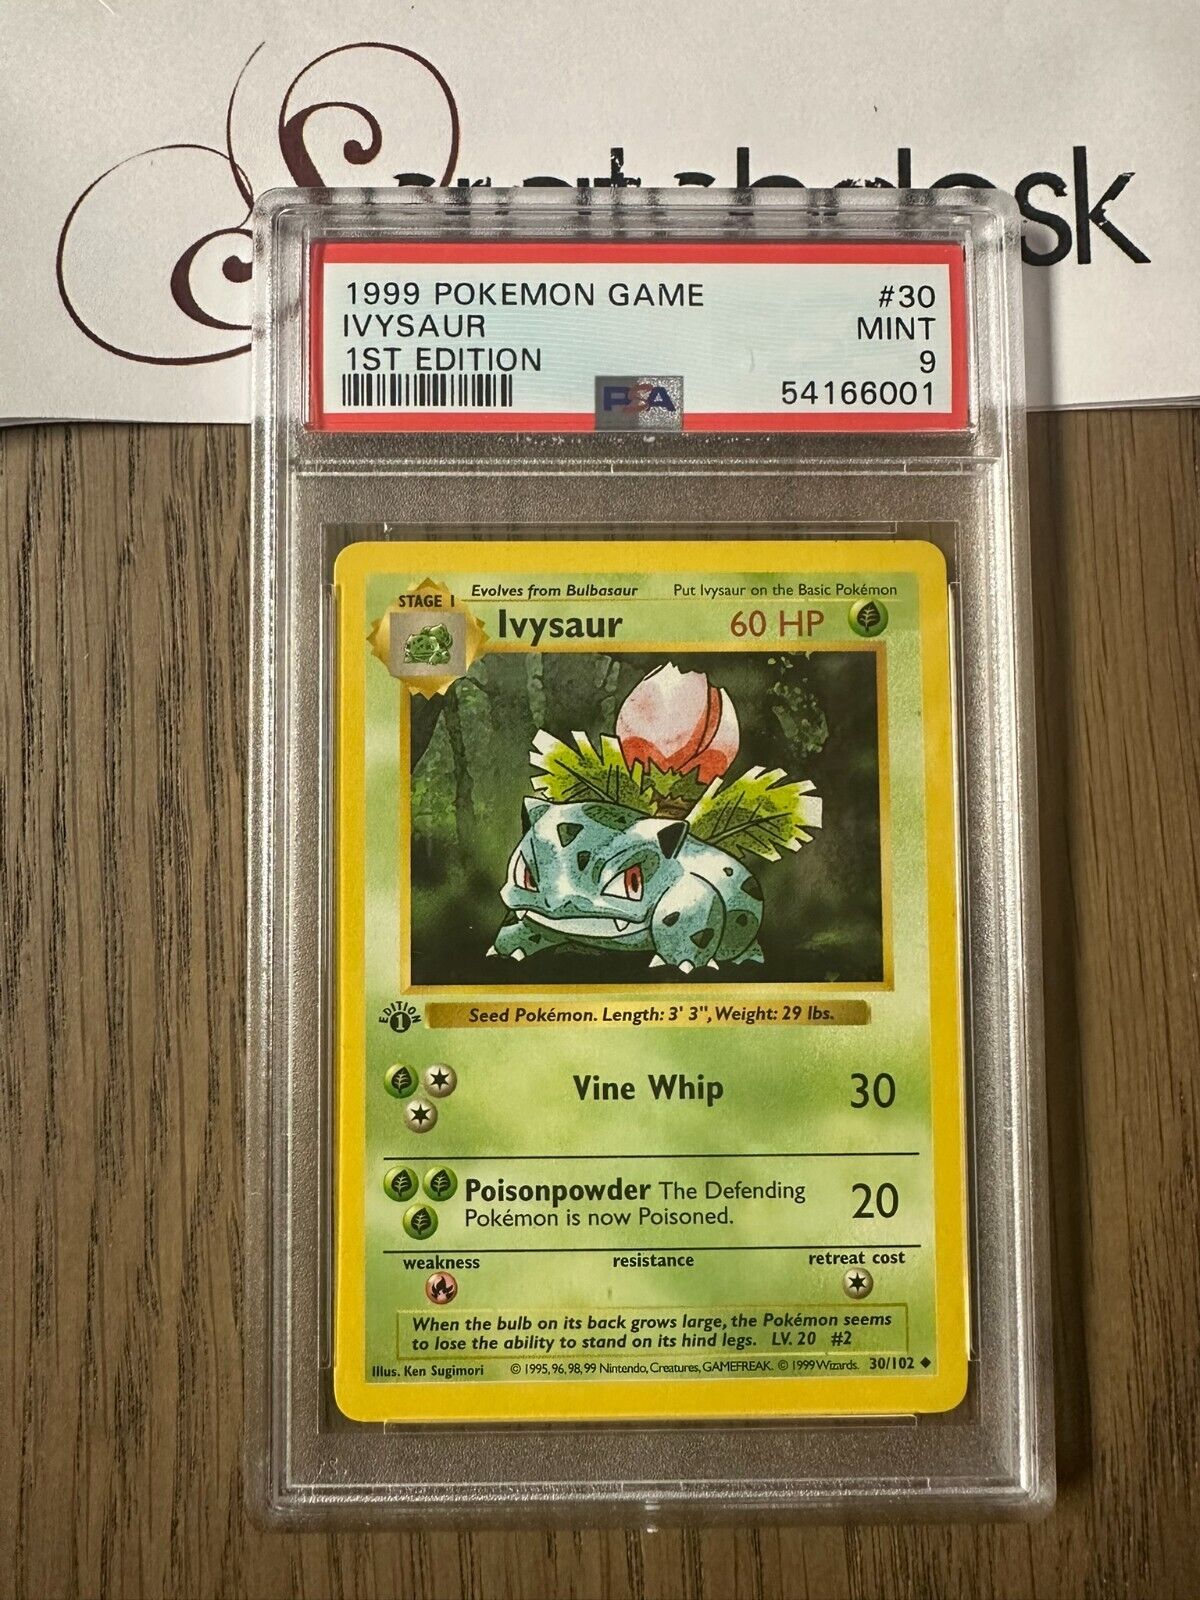 sk
1999 POKEMON GAME #30
IVYSAUR MINT
1ST EDITION 9
PSA 54166001
STAGE 1 Evolves from Bulbasaur Put Ivysaur on the Basic Pokémon
Ivysaur 60 HP
EDITION 1
Seed Pokémon. Length: 3' 3", Weight: 29 lbs.
Vine Whip 30
Poisonpowder The Defending
Pokémon is now Poisoned. 20
weakness resistance retreat cost
When the bulb on its back grows large, the Pokémon seems
to lose the ability to stand on its hind legs. LV. 20 #2
Illus. Ken Sugimori © 1995, 96, 98, 99 Nintendo, Creatures, GAMEFREAK. © 1999 Wizards. 30/102